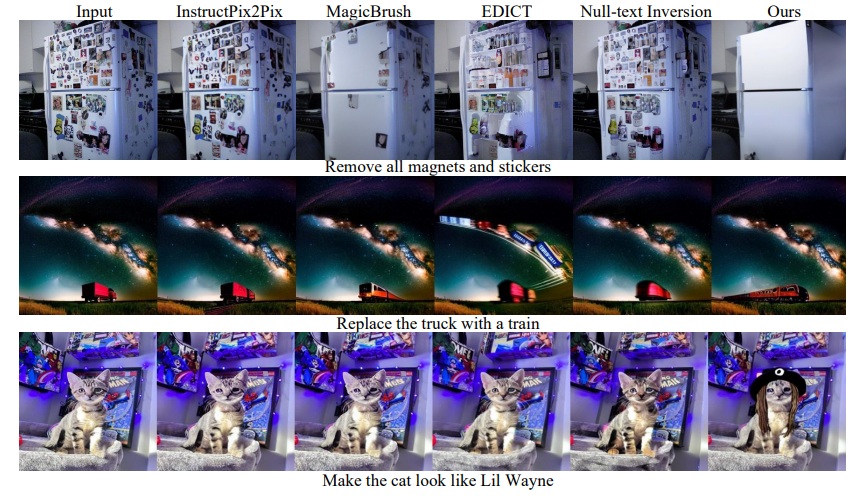 Input InstructPix2Pix MagicBrush EDICT Null-text Inversion Ours
Remove all magnets and stickers
Replace the truck with a train
Make the cat look like Lil Wayne